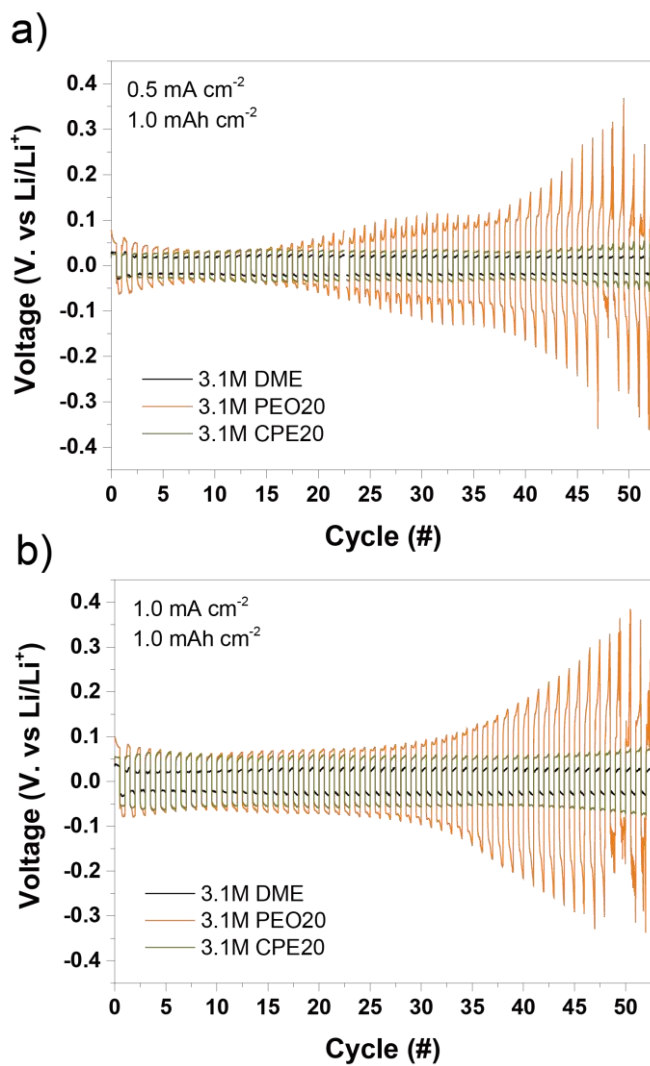 a)
0.5 mA cm⁻²
1.0 mAh cm⁻²
Voltage (V. vs Li/Li⁺)
0.4
0.3
0.2
0.1
0.0
-0.1
-0.2
-0.3
-0.4
3.1M DME
3.1M PEO20
3.1M CPE20
0 5 10 15 20 25 30 35 40 45 50
Cycle (#)
b)
1.0 mA cm⁻²
1.0 mAh cm⁻²
Voltage (V. vs Li/Li⁺)
0.4
0.3
0.2
0.1
0.0
-0.1
-0.2
-0.3
-0.4
3.1M DME
3.1M PEO20
3.1M CPE20
0 5 10 15 20 25 30 35 40 45 50
Cycle (#)